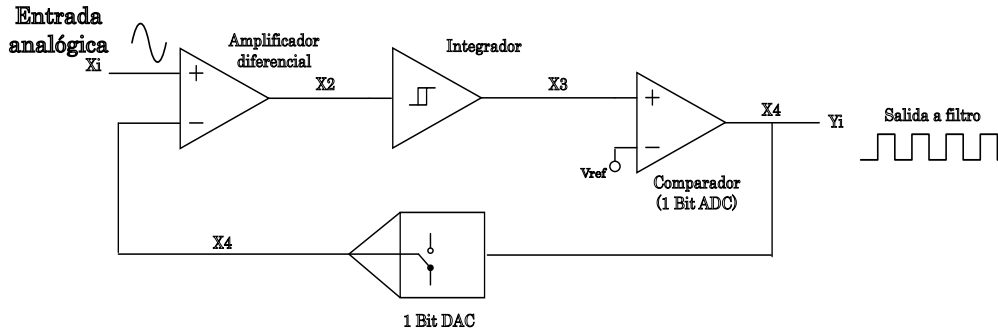 Entrada
analógica
Xi
Amplificador
diferencial
X2
Integrador
X3
Vref
Comparador
(1 Bit ADC)
X4
Yi
Salida a filtro
X4
1 Bit DAC